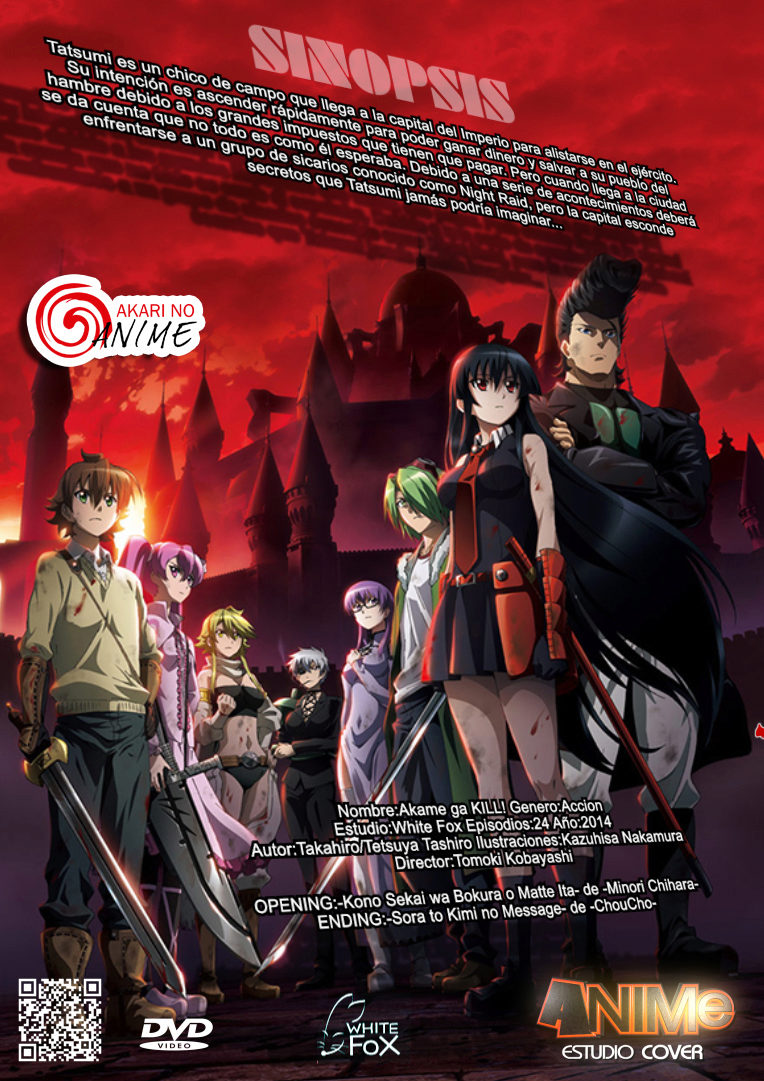 SINOPSIS
Tatsumi es un chico de campo que llega a la capital del Imperio para alistarse en el ejército.
Su intención es ascender rápidamente para poder ganar dinero y salvar a su pueblo del
hambre debido a los grandes impuestos que tienen que pagar. Pero cuando llega a la ciudad
se da cuenta que no todo es como él esperaba. Debido a una serie de acontecimientos deberá
enfrentarse a un grupo de sicarios conocido como Night Raid, pero la capital esconde
secretos que Tatsumi jamás podría imaginar...
AKARI NO
ANIME
Nombre:Akame ga KILL! Genero:Accion
Estudio:White Fox Episodios:24 Año:2014
Autor:Takahiro/Tetsuya Tashiro Ilustraciones:Kazuhisa Nakamura
Director:Tomoki Kobayashi
OPENING:-Kono Sekai wa Bokura o Matte Ita- de -Minori Chihara-
ENDING:-Sora to Kimi no Message- de -ChouCho-
DVD
VIDEO
WHITE
FOX
ANIMe
ESTUDIO COVER